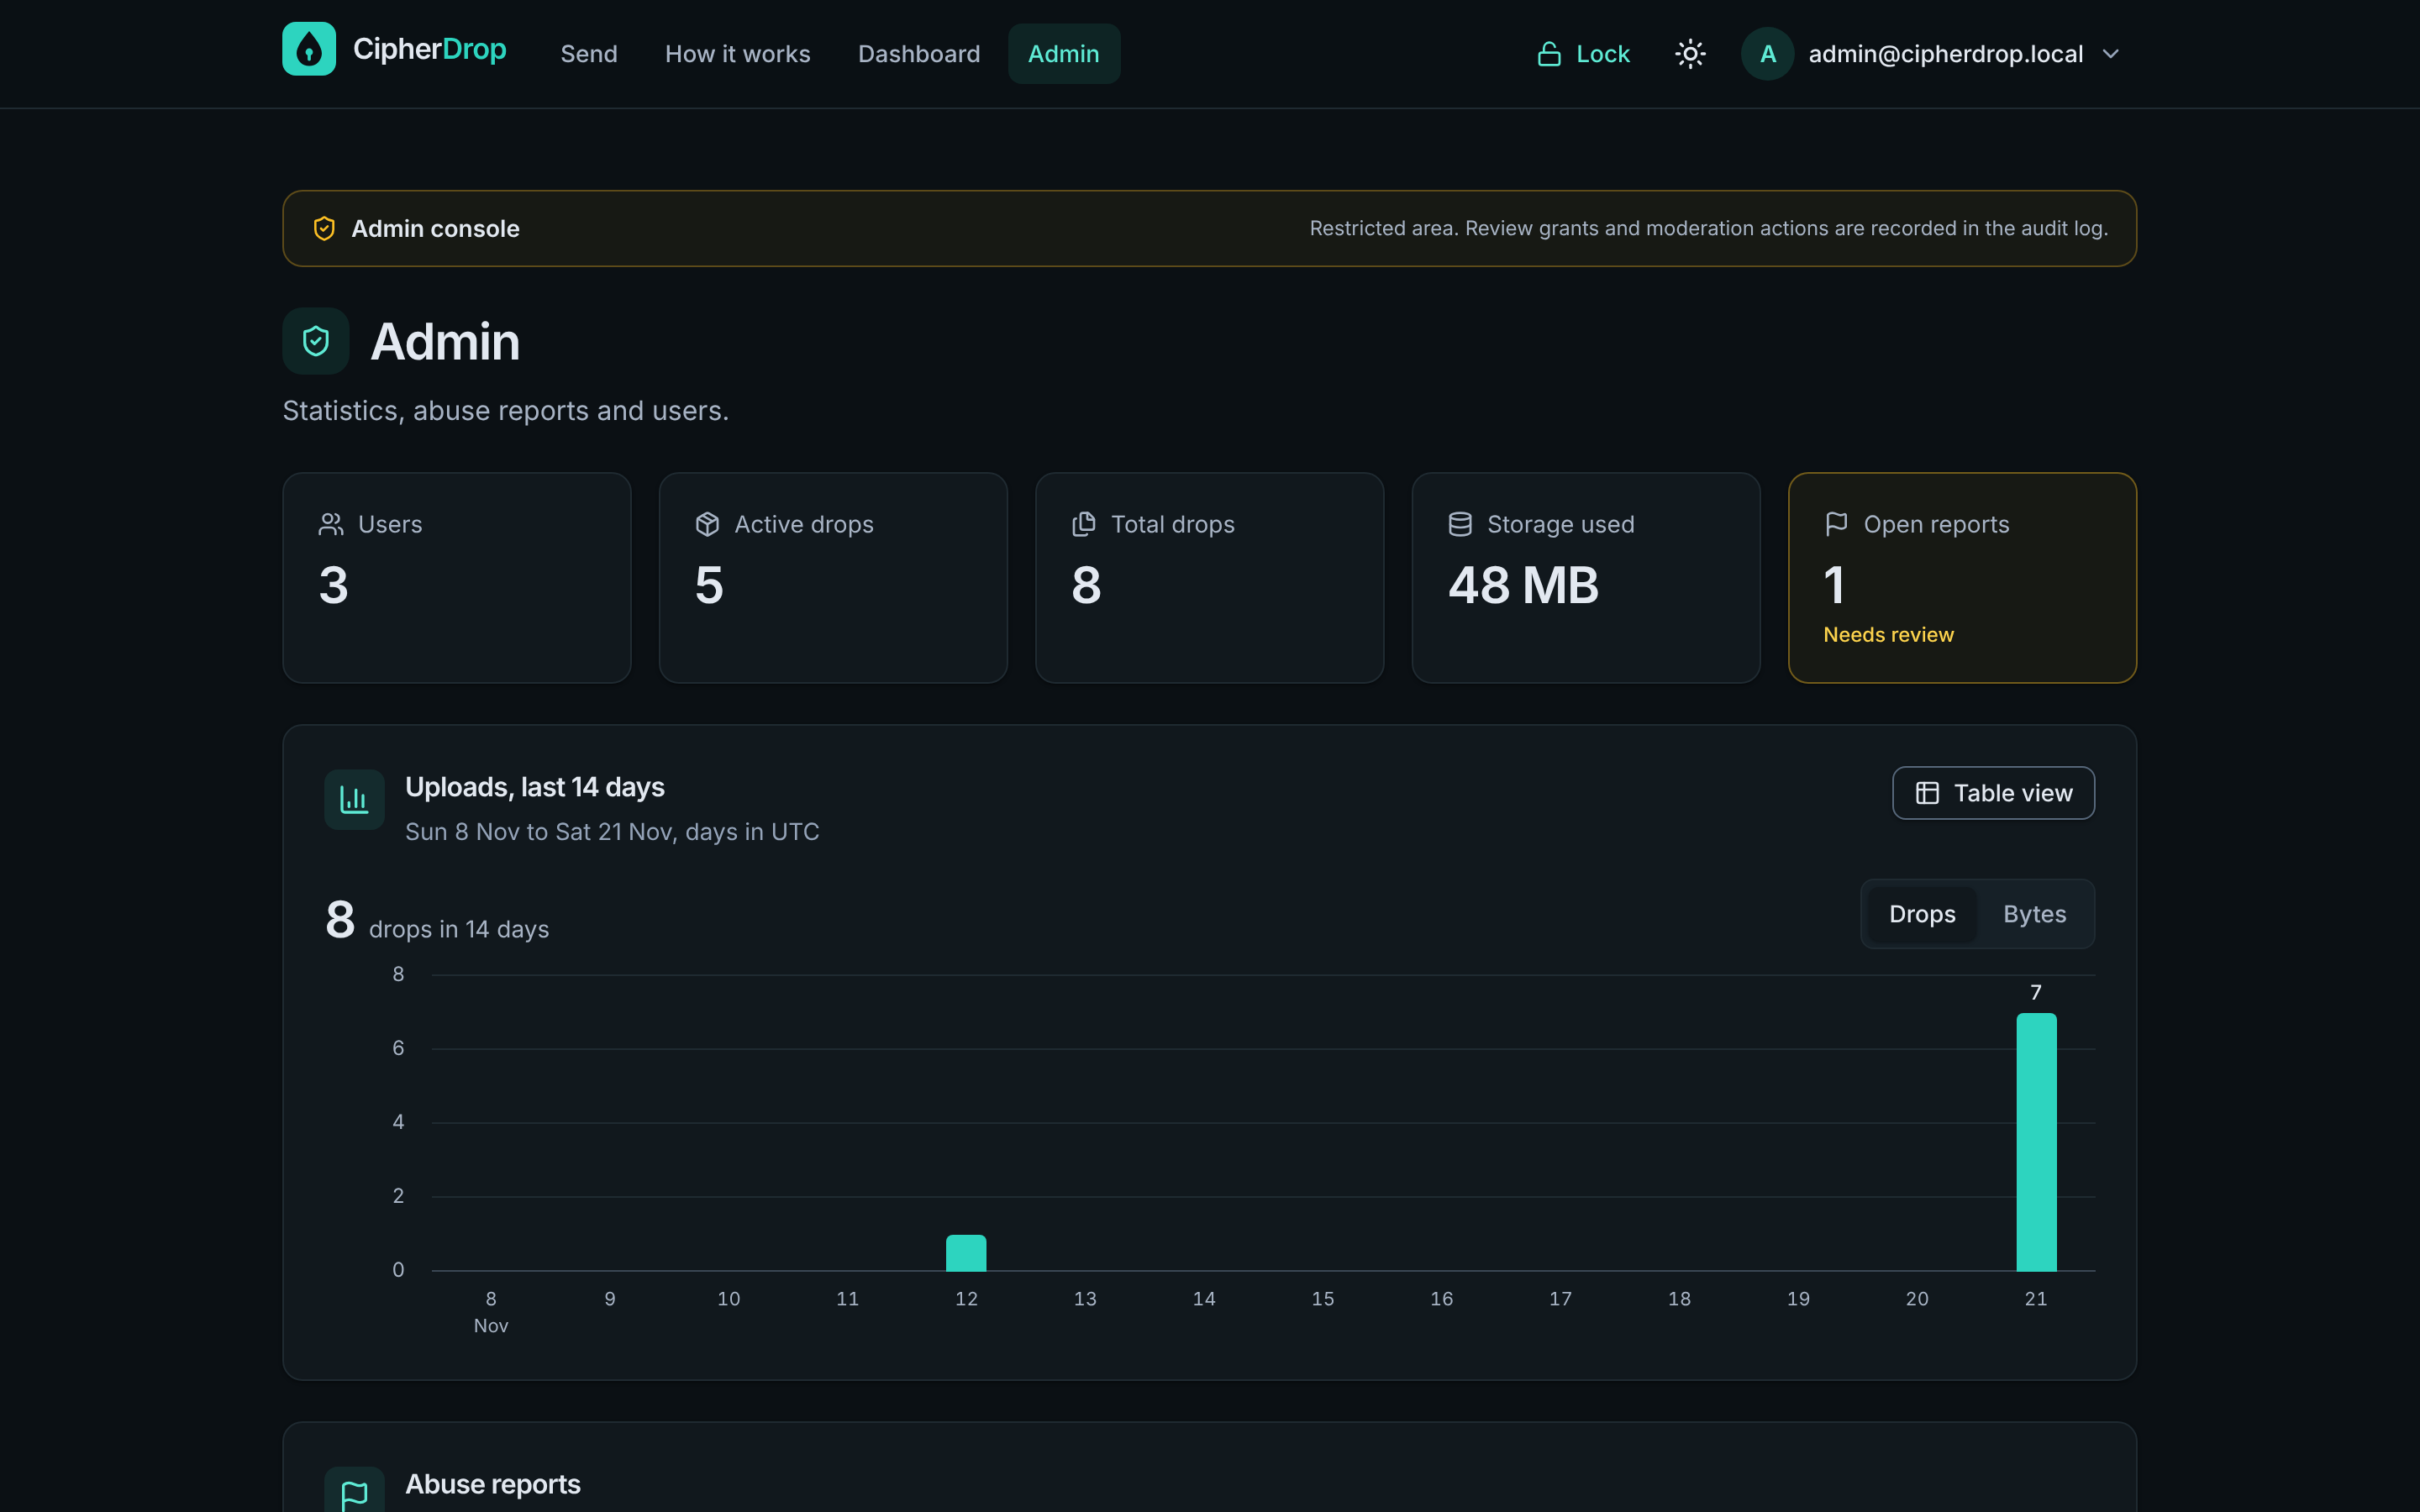 CipherDrop
Send
How it works
Dashboard
Admin
Lock
A
admin@cipherdrop.local
Admin console
Restricted area. Review grants and moderation actions are recorded in the audit log.
Admin
Statistics, abuse reports and users.
Users
3
Active drops
5
Total drops
8
Storage used
48 MB
Open reports
1
Needs review
Uploads, last 14 days
Sun 8 Nov to Sat 21 Nov, days in UTC
Table view
8 drops in 14 days
Drops
Bytes
8
7
6
4
2
0
8 9 10 11 12 13 14 15 16 17 18 19 20 21
Nov
Abuse reports